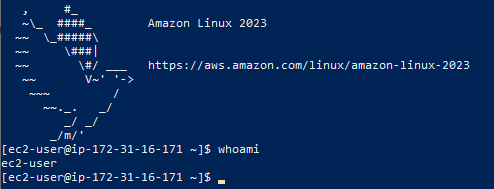 ,     #_
   ~\_  ####_        Amazon Linux 2023
  ~~  \_#####\
  ~~     \###|
  ~~       \#/ ___   https://aws.amazon.com/linux/amazon-linux-2023
   ~~       V~' '->
    ~~~         /
      ~~._.   _/
         _/ _/
       _/m/'
[ec2-user@ip-172-31-16-171 ~]$ whoami
ec2-user
[ec2-user@ip-172-31-16-171 ~]$ _